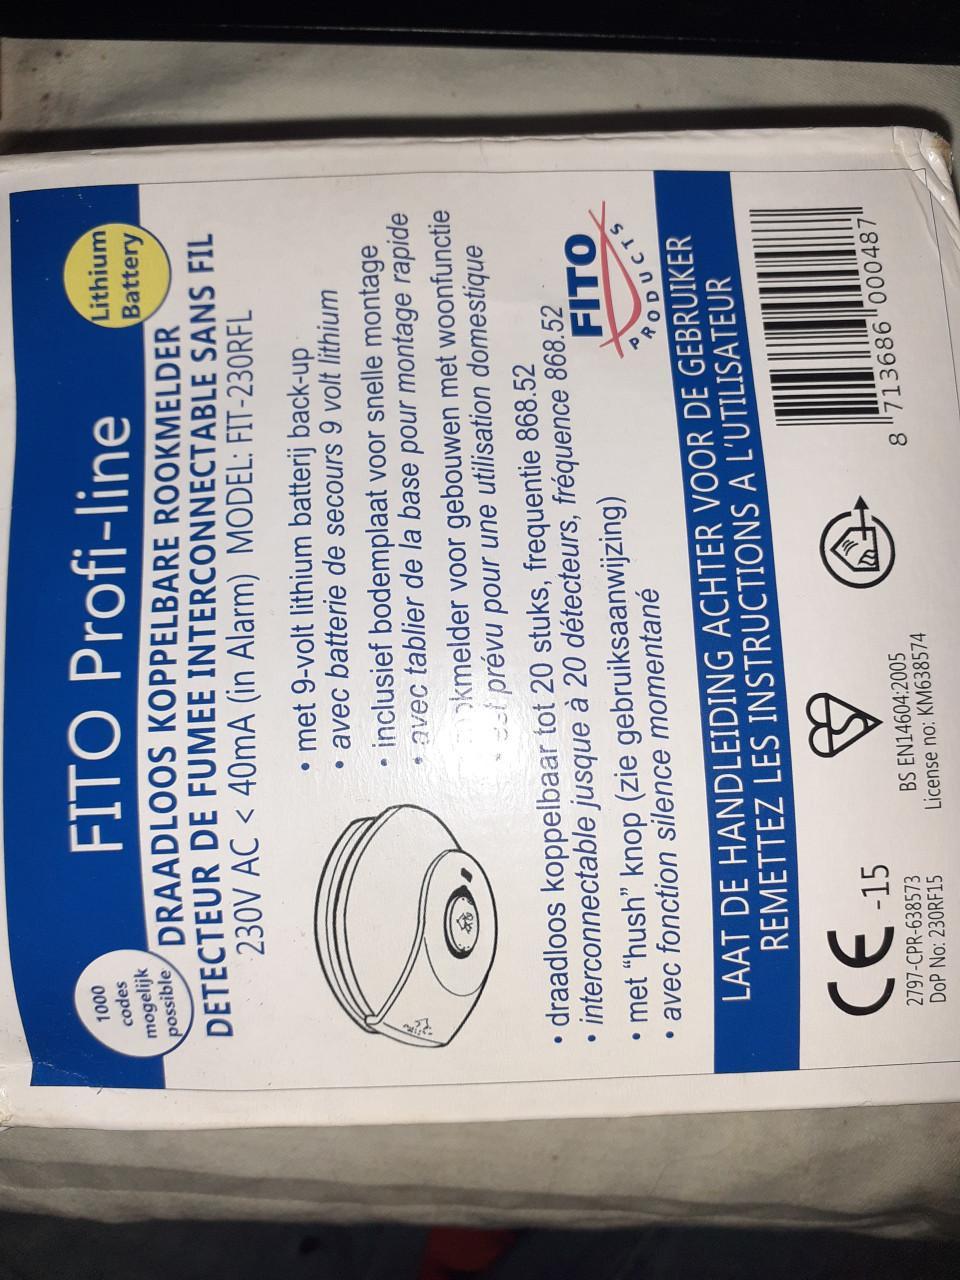 1000
codes
mogelijk
possible
FITO Profi-line
Lithium
Battery
DRAADLOOS KOPPELBARE ROOKMELDER
DETECTEUR DE FUMEE INTERCONNECTABLE SANS FIL
230V AC < 40mA (in Alarm) MODEL: FIT-230RFL
• met 9-volt lithium batterij back-up
• avec batterie de secours 9 volt lithium
• inclusief bodemplaat voor snelle montage
• avec tablier de la base pour montage rapide
voor gebouwen met woonfunctie
prévu pour une utilisation domestique
• draadloos koppelbaar tot 20 stuks, frequentie 868.52
• interconnectable jusque à 20 détecteurs, fréquence 868.52
• met “hush” knop (zie gebruiksaanwijzing)
• avec fonction silence momentané
FITO
PRODUCTS
LAAT DE HANDLEIDING ACHTER VOOR DE GEBRUIKER
REMETTEZ LES INSTRUCTIONS A L'UTILISATEUR
CE -15
2797-CPR-638573
DoP No: 230RF15
BS EN14604:2005
License no: KM638574
8 713686 000487